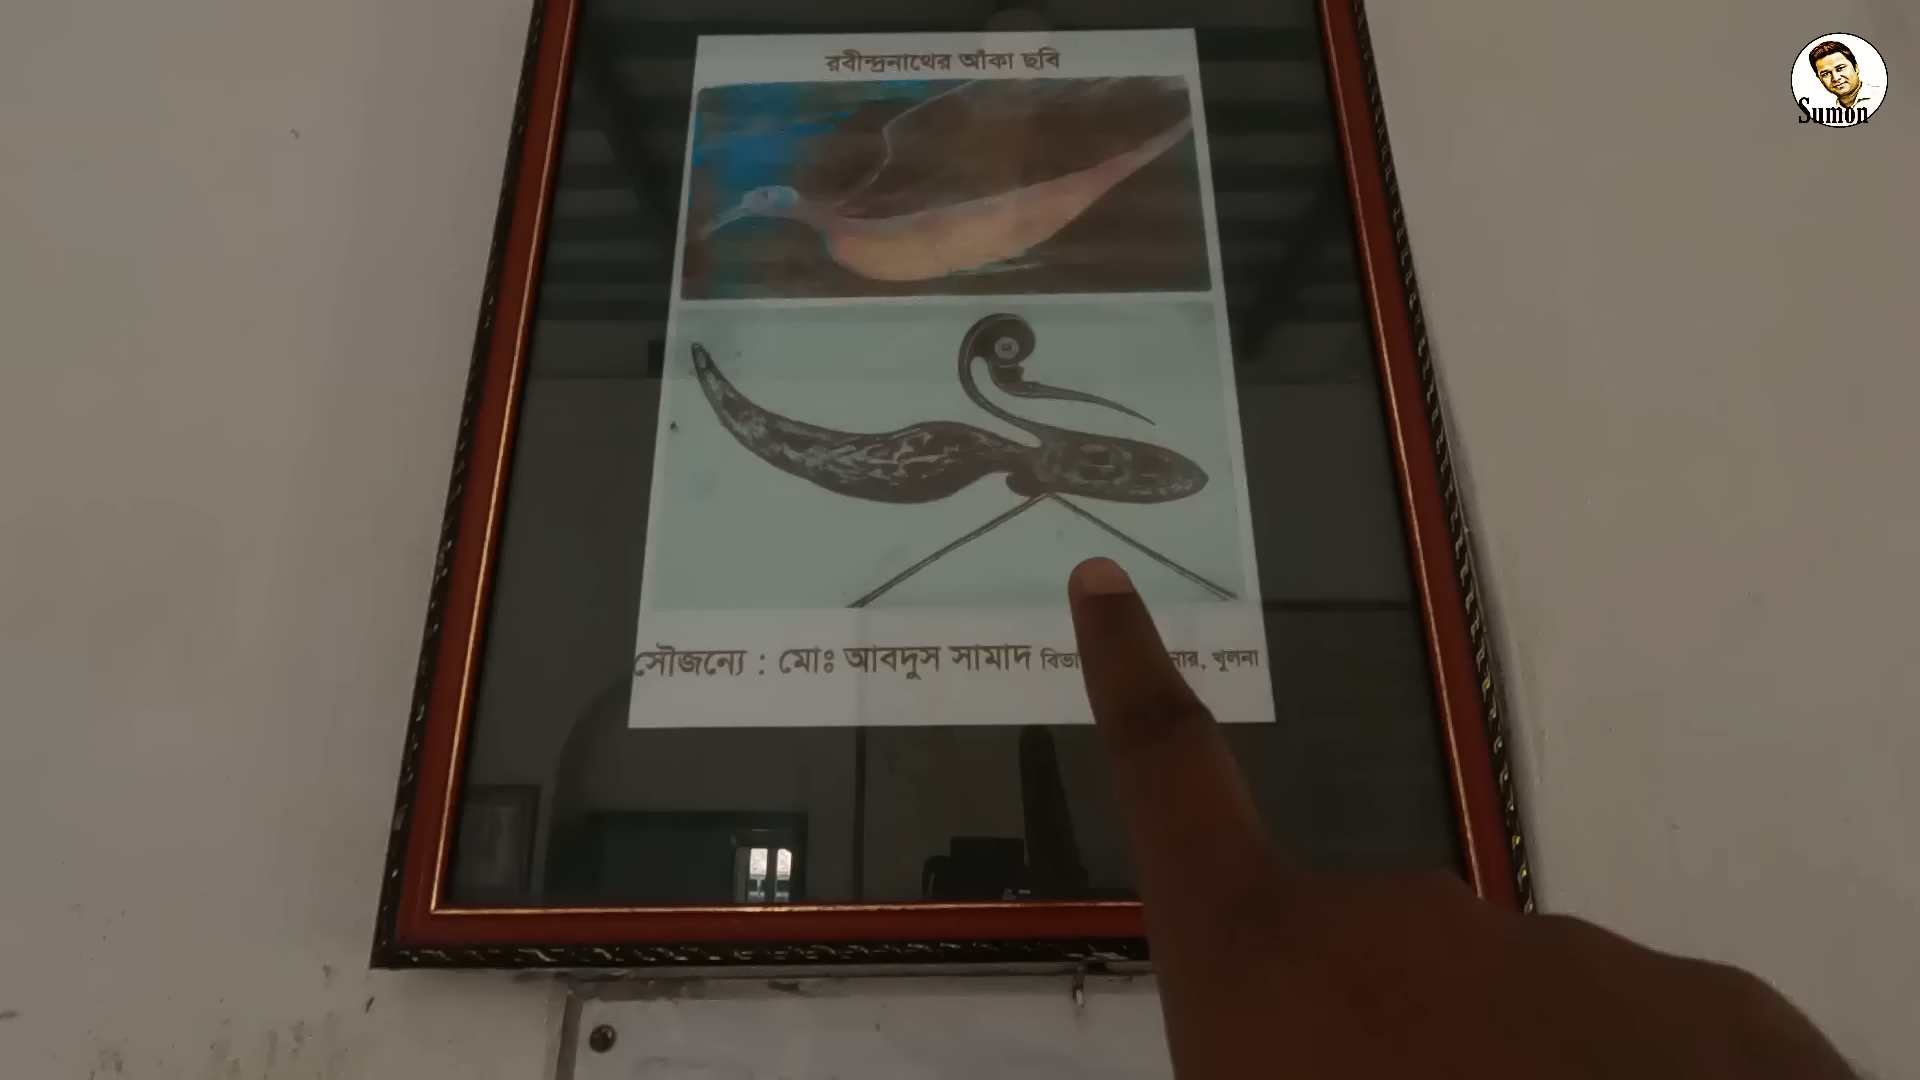 রবীন্দ্রনাথের আঁকা ছবি
সৌজন্যে : মোঃ আবদুস সামাদ খুলনা
Sumon